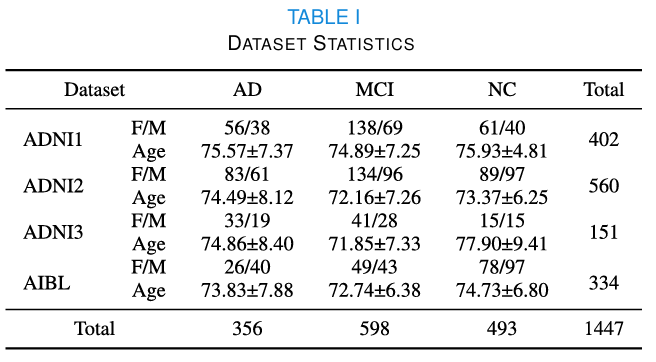 TABLE I
DATASET STATISTICS
Dataset AD MCI NC Total
ADNI1 F/M 56/38 138/69 61/40 402
Age 75.57±7.37 74.89±7.25 75.93±4.81
ADNI2 F/M 83/61 134/96 89/97 560
Age 74.49±8.12 72.16±7.26 73.37±6.25
ADNI3 F/M 33/19 41/28 15/15 151
Age 74.86±8.40 71.85±7.33 77.90±9.41
AIBL F/M 26/40 49/43 78/97 334
Age 73.83±7.88 72.74±6.38 74.73±6.80
Total 356 598 493 1447